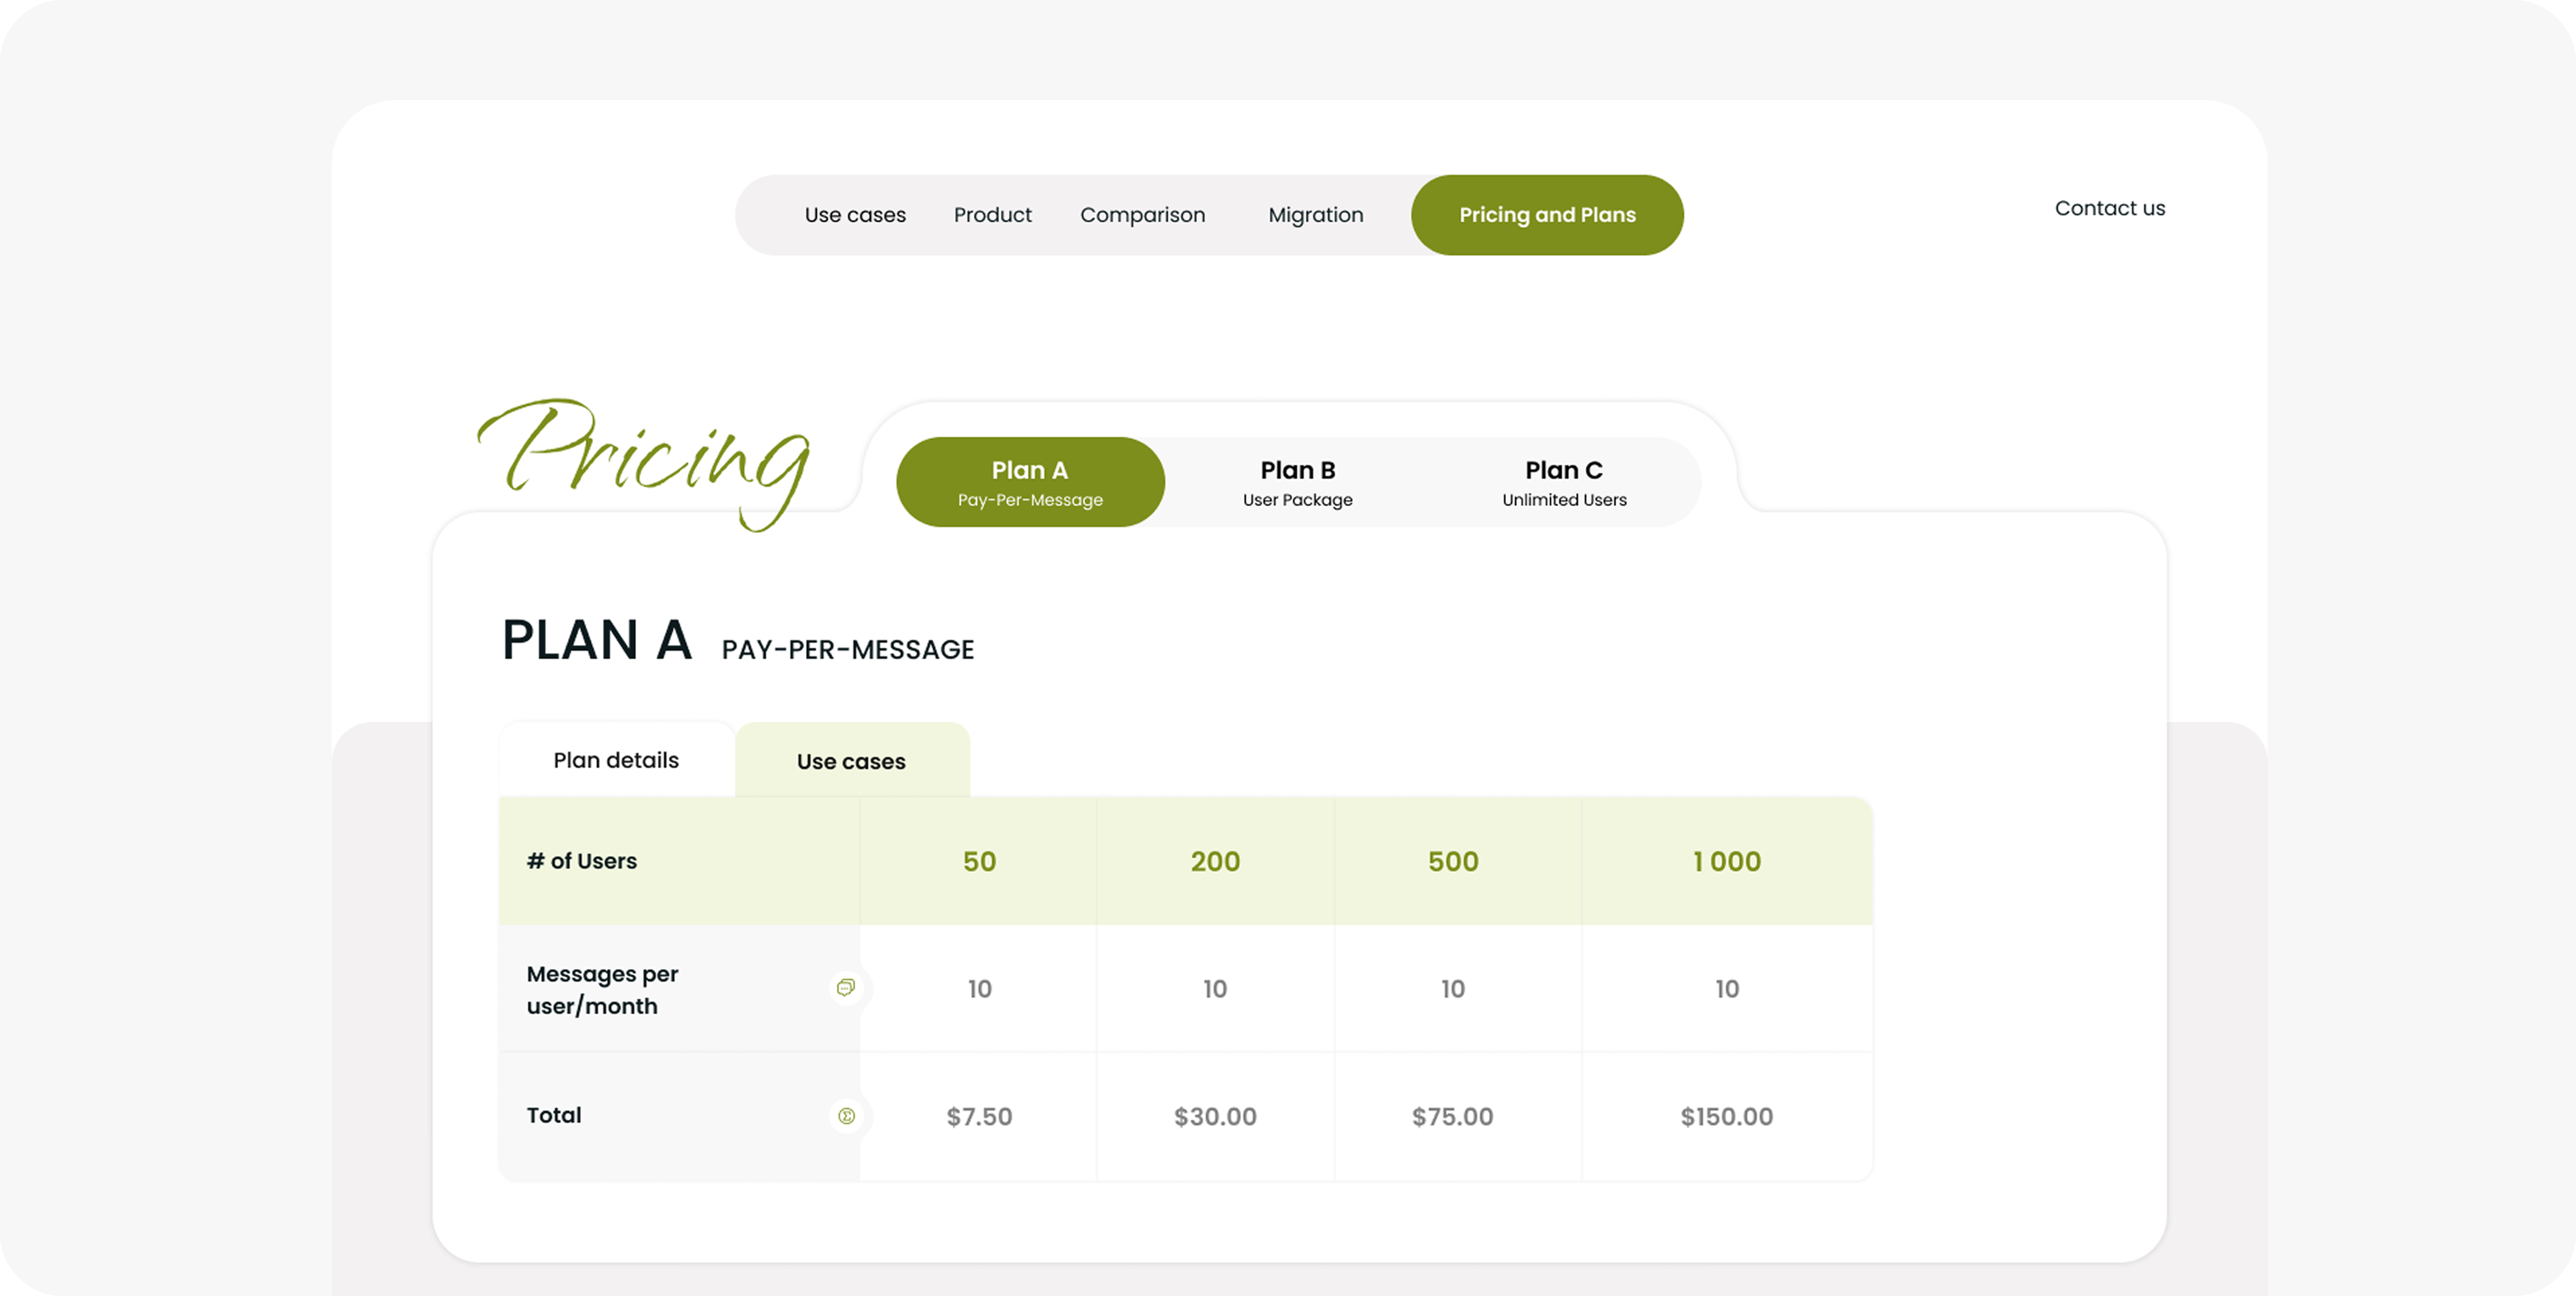 Use cases Product Comparison Migration Pricing and Plans Contact us
Pricing
Plan A Plan B Plan C
Pay-Per-Message User Package Unlimited Users
PLAN A PAY-PER-MESSAGE
Plan details Use cases
# of Users 50 200 500 1 000
Messages per
user/month 10 10 10 10
Total $7.50 $30.00 $75.00 $150.00